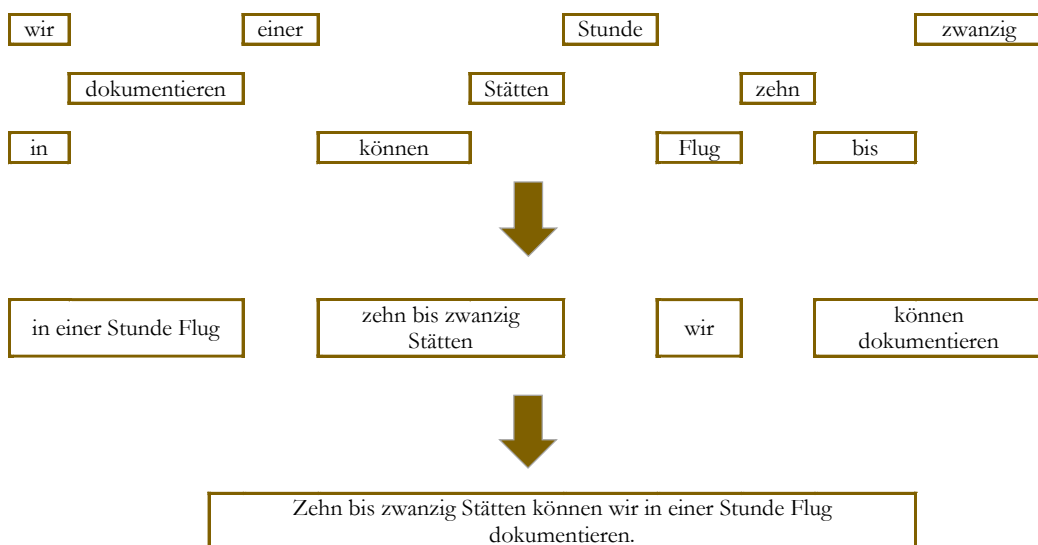 wir einer Stunde zwanzig
dokumentieren Stätten zehn
in können Flug bis
in einer Stunde Flug
zehn bis zwanzig
Stätten
wir
können
dokumentieren
Zehn bis zwanzig Stätten können wir in einer Stunde Flug
dokumentieren.